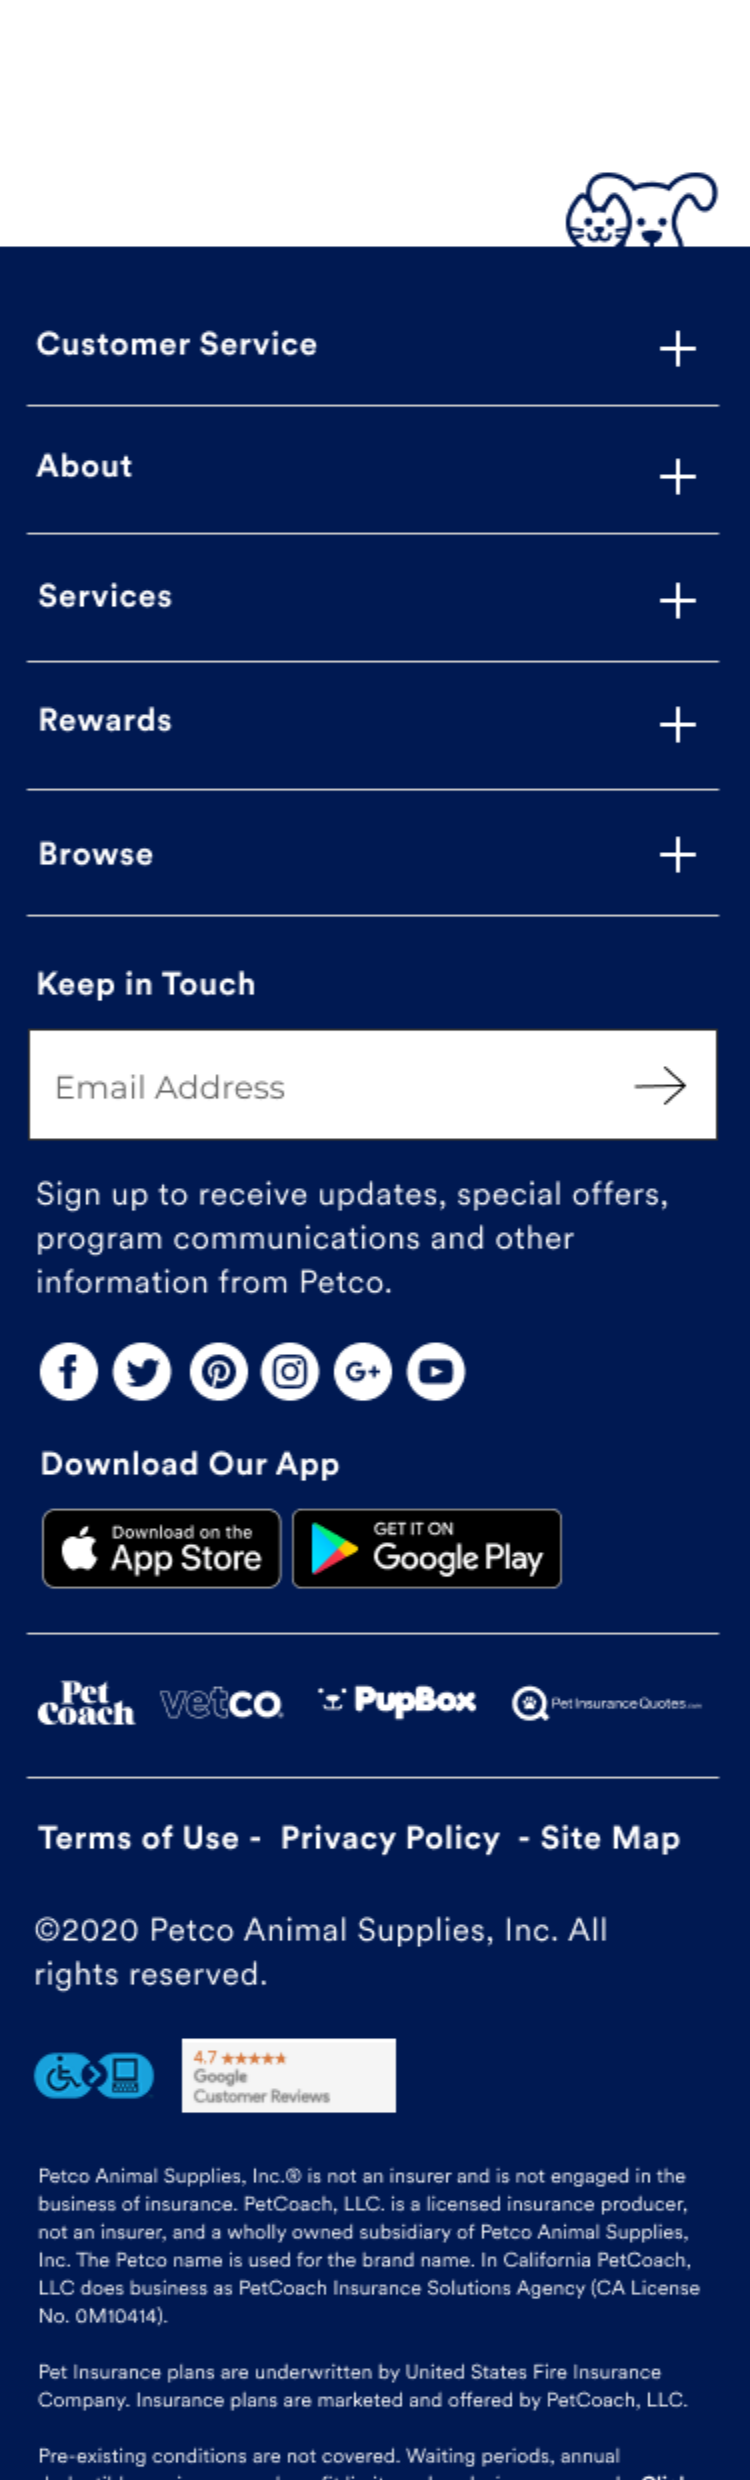 Customer Service
About
Services
Rewards
Browse
Keep in Touch
Email Address
Sign up to receive updates, special offers,
program communications and other
information from Petco.
G+
Download Our App
Download on the
App Store
GET IT ON
Google Play
Pet
Coach
vetco
PupBox
PetInsuranceQuotes
Terms of Use - Privacy Policy - Site Map
©2020 Petco Animal Supplies, Inc. All
rights reserved.
4.7 ★★★★★
Google
Customer Reviews
Petco Animal Supplies, Inc.® is not an insurer and is not engaged in the
business of insurance. PetCoach, LLC. is a licensed insurance producer,
not an insurer, and a wholly owned subsidiary of Petco Animal Supplies,
Inc. The Petco name is used for the brand name. In California PetCoach,
LLC does business as PetCoach Insurance Solutions Agency (CA License
No. 0M10414).
Pet Insurance plans are underwritten by United States Fire Insurance
Company. Insurance plans are marketed and offered by PetCoach, LLC.
Pre-existing conditions are not covered. Waiting periods, annual